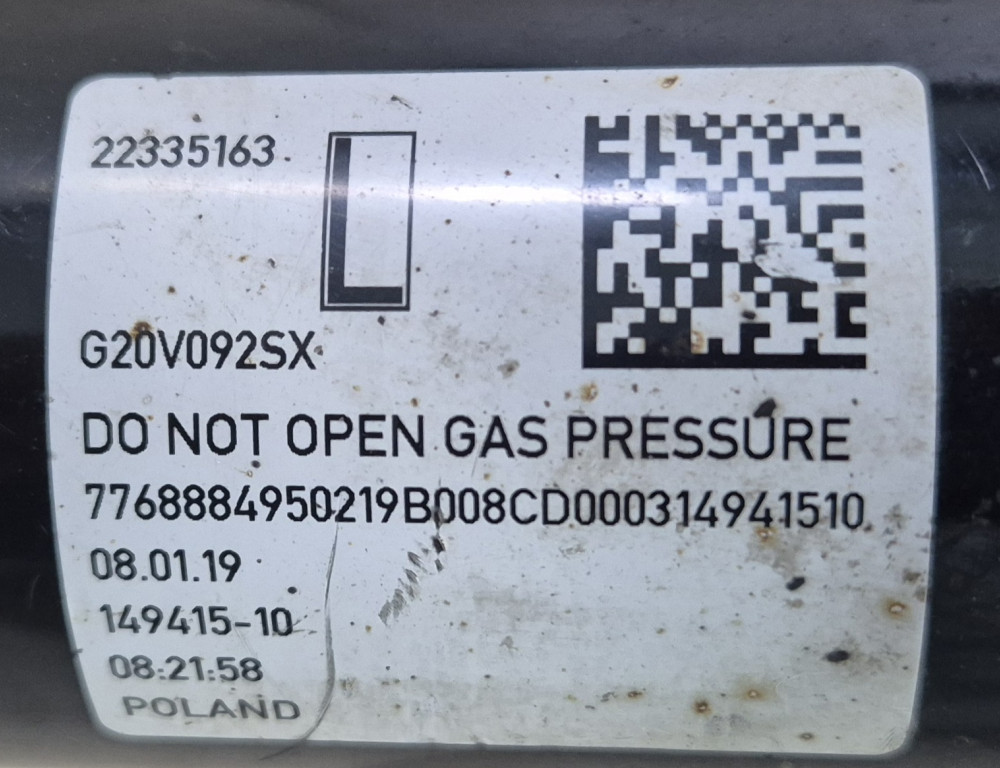 22335163
L
G20V092SX
DO NOT OPEN GAS PRESSURE
7768884950219B008CD000314941510
08.01.19
149415-10
08:21:58
POLAND